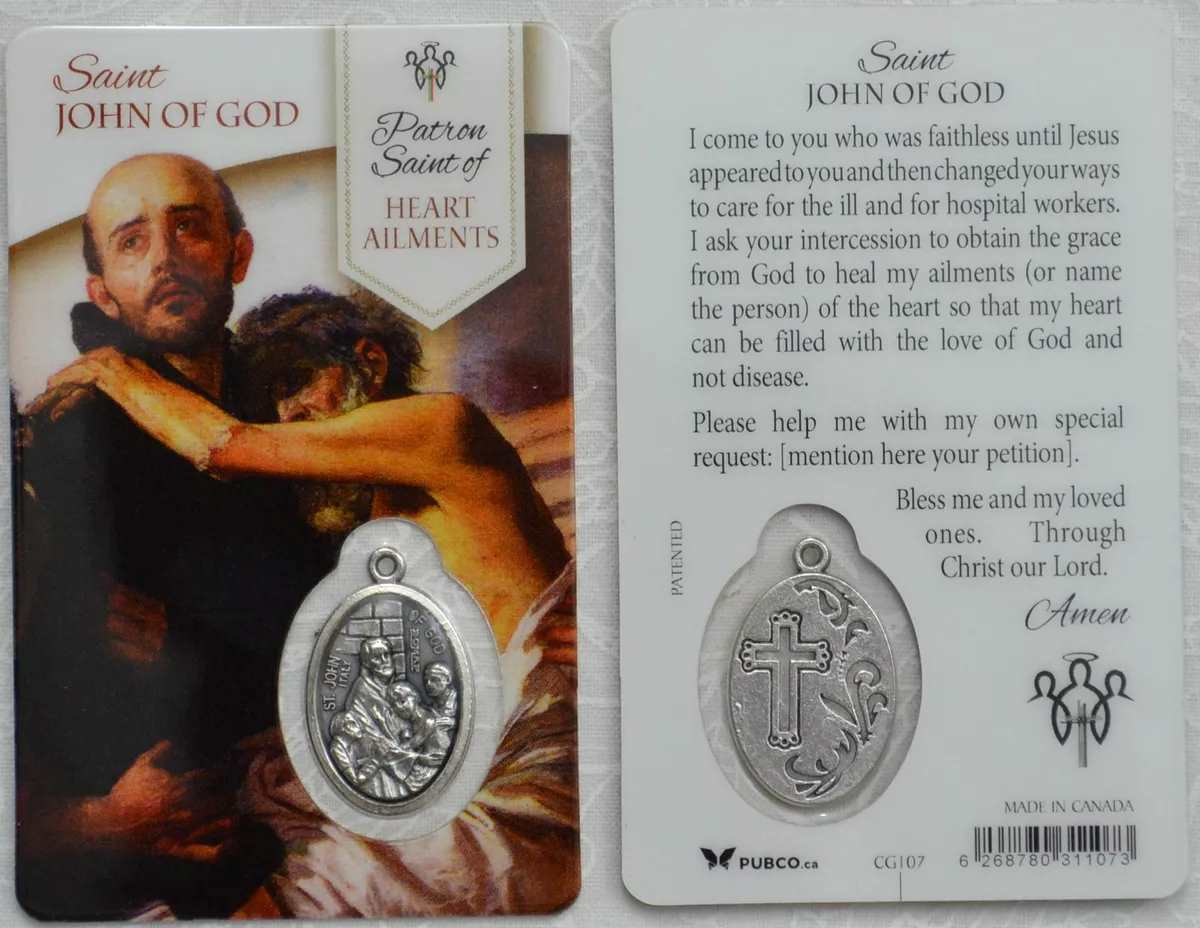 Saint
JOHN OF GOD
Patron
Saint of
HEART
AILMENTS
ST. JOHN
ITALY
OF GOD
Saint
JOHN OF GOD
I come to you who was faithless until Jesus
appeared to you and then changed your ways
to care for the ill and for hospital workers.
I ask your intercession to obtain the grace
from God to heal my ailments (or name
the person) of the heart so that my heart
can be filled with the love of God and
not disease.
Please help me with my own special
request: [mention here your petition].
Bless me and my loved
ones. Through
Christ our Lord.
Amen
PATENTED
MADE IN CANADA
PUBCO.ca
CG107
6 268780 311073